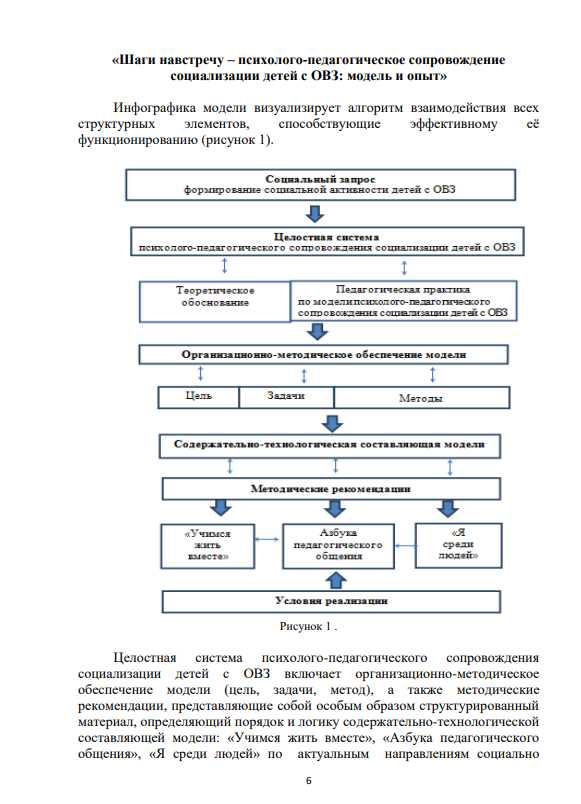 «Шаги навстречу – психолого-педагогическое сопровождение
социализации детей с ОВЗ: модель и опыт»
Инфографика модели визуализирует алгоритм взаимодействия всех
структурных элементов, способствующие эффективному её
функционированию (рисунок 1).
Социальный запрос
формирование социальной активности детей с ОВЗ
Целостная система
психолого-педагогического сопровождения социализации детей с ОВЗ
Теоретическое
обоснование
Педагогическая практика
по модели психолого-педагогического
сопровождения социализации детей с ОВЗ
Организационно-методическое обеспечение модели
Цель
Задачи
Методы
Содержательно-технологическая составляющая модели
Методические рекомендации
«Учимся
жить
вместе»
Азбука
педагогического
общения
«Я
среди
людей»
Условия реализации
Рисунок 1 .
Целостная система психолого-педагогического сопровождения
социализации детей с ОВЗ включает организационно-методическое
обеспечение модели (цель, задачи, метод), а также методические
рекомендации, представляющие собой особым образом структурированный
материал, определяющий порядок и логику содержательно-технологической
составляющей модели: «Учимся жить вместе», «Азбука педагогического
общения», «Я среди людей» по актуальным направлениям социально
6